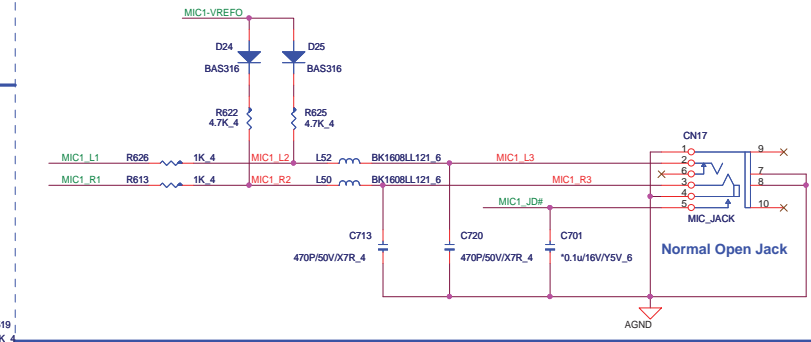 MIC1-VREFO
D24
D25
BAS316
BAS316
R622
4.7K_4
R625
4.7K_4
CN17
MIC1_L1
R626
1K_4
MIC1_L2
L52
BK1608LL121_6
MIC1_L3
MIC1_R1
R613
1K_4
MIC1_R2
L50
BK1608LL121_6
MIC1_R3
MIC1_JD#
1
2
6
3
4
5
9
7
8
10
MIC_JACK
Normal Open Jack
C713
470P/50V/X7R_4
C720
470P/50V/X7R_4
C701
*0.1u/16V/Y5V_6
AGND
19
K_4